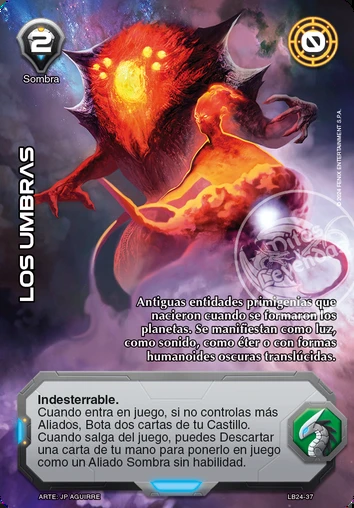 2
Sombra
0
LOS UMBRAS
© 2024 FENIX ENTERTAINMENT S.P.A.
mitos y
leyendas
Antiguas entidades primigenias que
nacieron cuando se formaron los
planetas. Se manifiestan como luz,
como sonido, como éter o con formas
humanoides oscuras translúcidas.
Indesterrable.
Cuando entra en juego, si no controlas más
Aliados, Bota dos cartas de tu Castillo.
Cuando salga del juego, puedes Descartar
una carta de tu mano para ponerlo en juego
como un Aliado Sombra sin habilidad.
ARTE. JP AGUIRRE
LB24-37